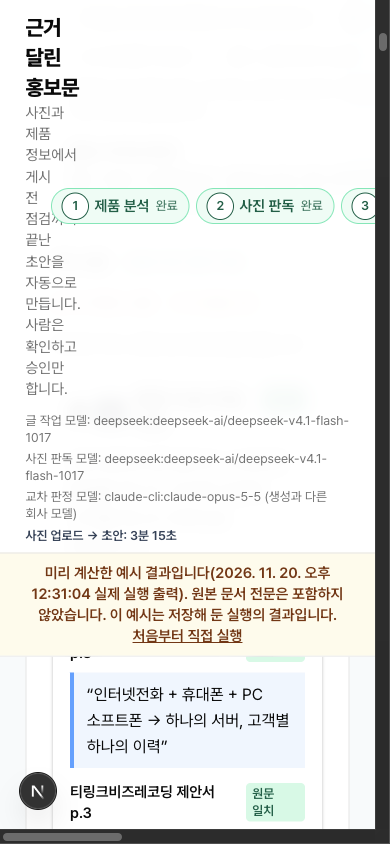 근거
달린
홍보문
사진과
제품
정보에서
게시
전
끝난
초안을
자동으로
만듭니다.
사람은
확인하고
승인만
합니다.
1 제품 분석 완료
2 사진 판독 완료
3
글 작업 모델: deepseek:deepseek-ai/deepseek-v4.1-flash-
1017
사진 판독 모델: deepseek:deepseek-ai/deepseek-v4.1-
flash-1017
교차 판정 모델: claude-cli:claude-opus-5-5 (생성과 다른
회사 모델)
사진 업로드 → 초안: 3분 15초
미리 계산한 예시 결과입니다(2026. 11. 20. 오후
12:31:04 실제 실행 출력). 원본 문서 전문은 포함하지
않았습니다. 이 예시는 저장해 둔 실행의 결과입니다.
처음부터 직접 실행
“인터넷전화 + 휴대폰 + PC
소프트폰 → 하나의 서버, 고객별
하나의 이력”
N
티링크비즈레코딩 제안서
p.3
원문
일치